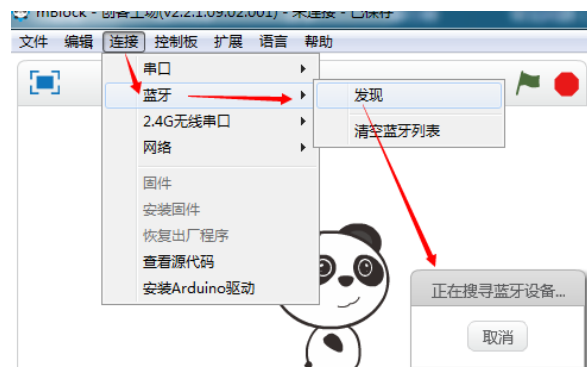 mBlock - 创客工场(v2.2.1.09.02.001) - 未连接 - 已保存
文件 编辑 连接 控制板 扩展 语言 帮助
串口
蓝牙
发现
2.4G无线串口
清空蓝牙列表
网络
固件
安装固件
恢复出厂程序
查看源代码
安装Arduino驱动
正在搜寻蓝牙设备...
取消